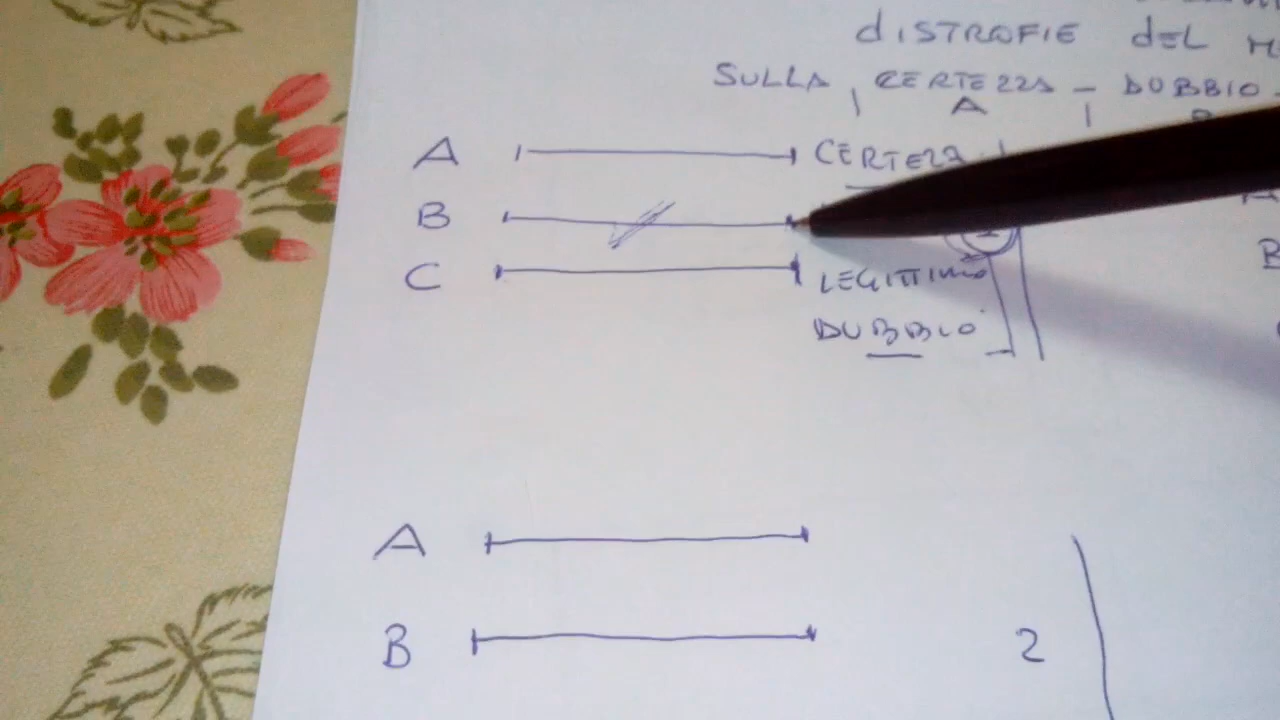 DISTROFIE DEL
SULLA CERTEZZA - DUBBIO -
A
A CERTEZZA
B
C LEGITTIMO
DUBBIO
A
B 2